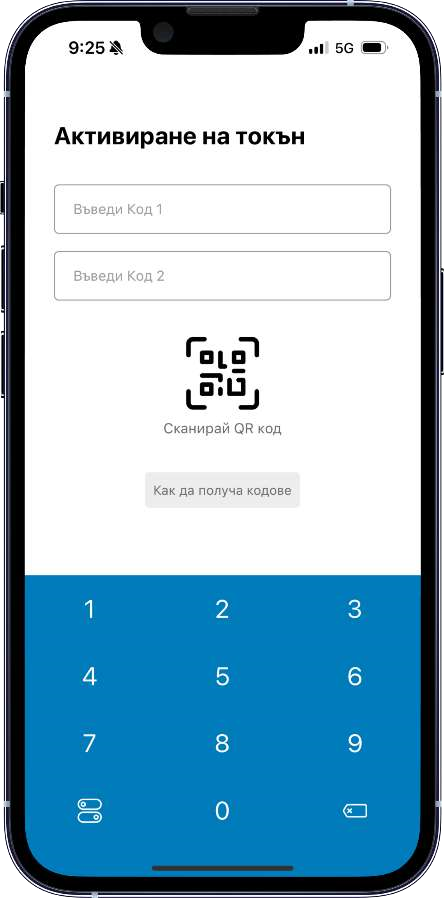 9:25
5G
Активиране на токън
Въведи Код 1
Въведи Код 2
Сканирай QR код
Как да получа кодове
1 2 3
4 5 6
7 8 9
0